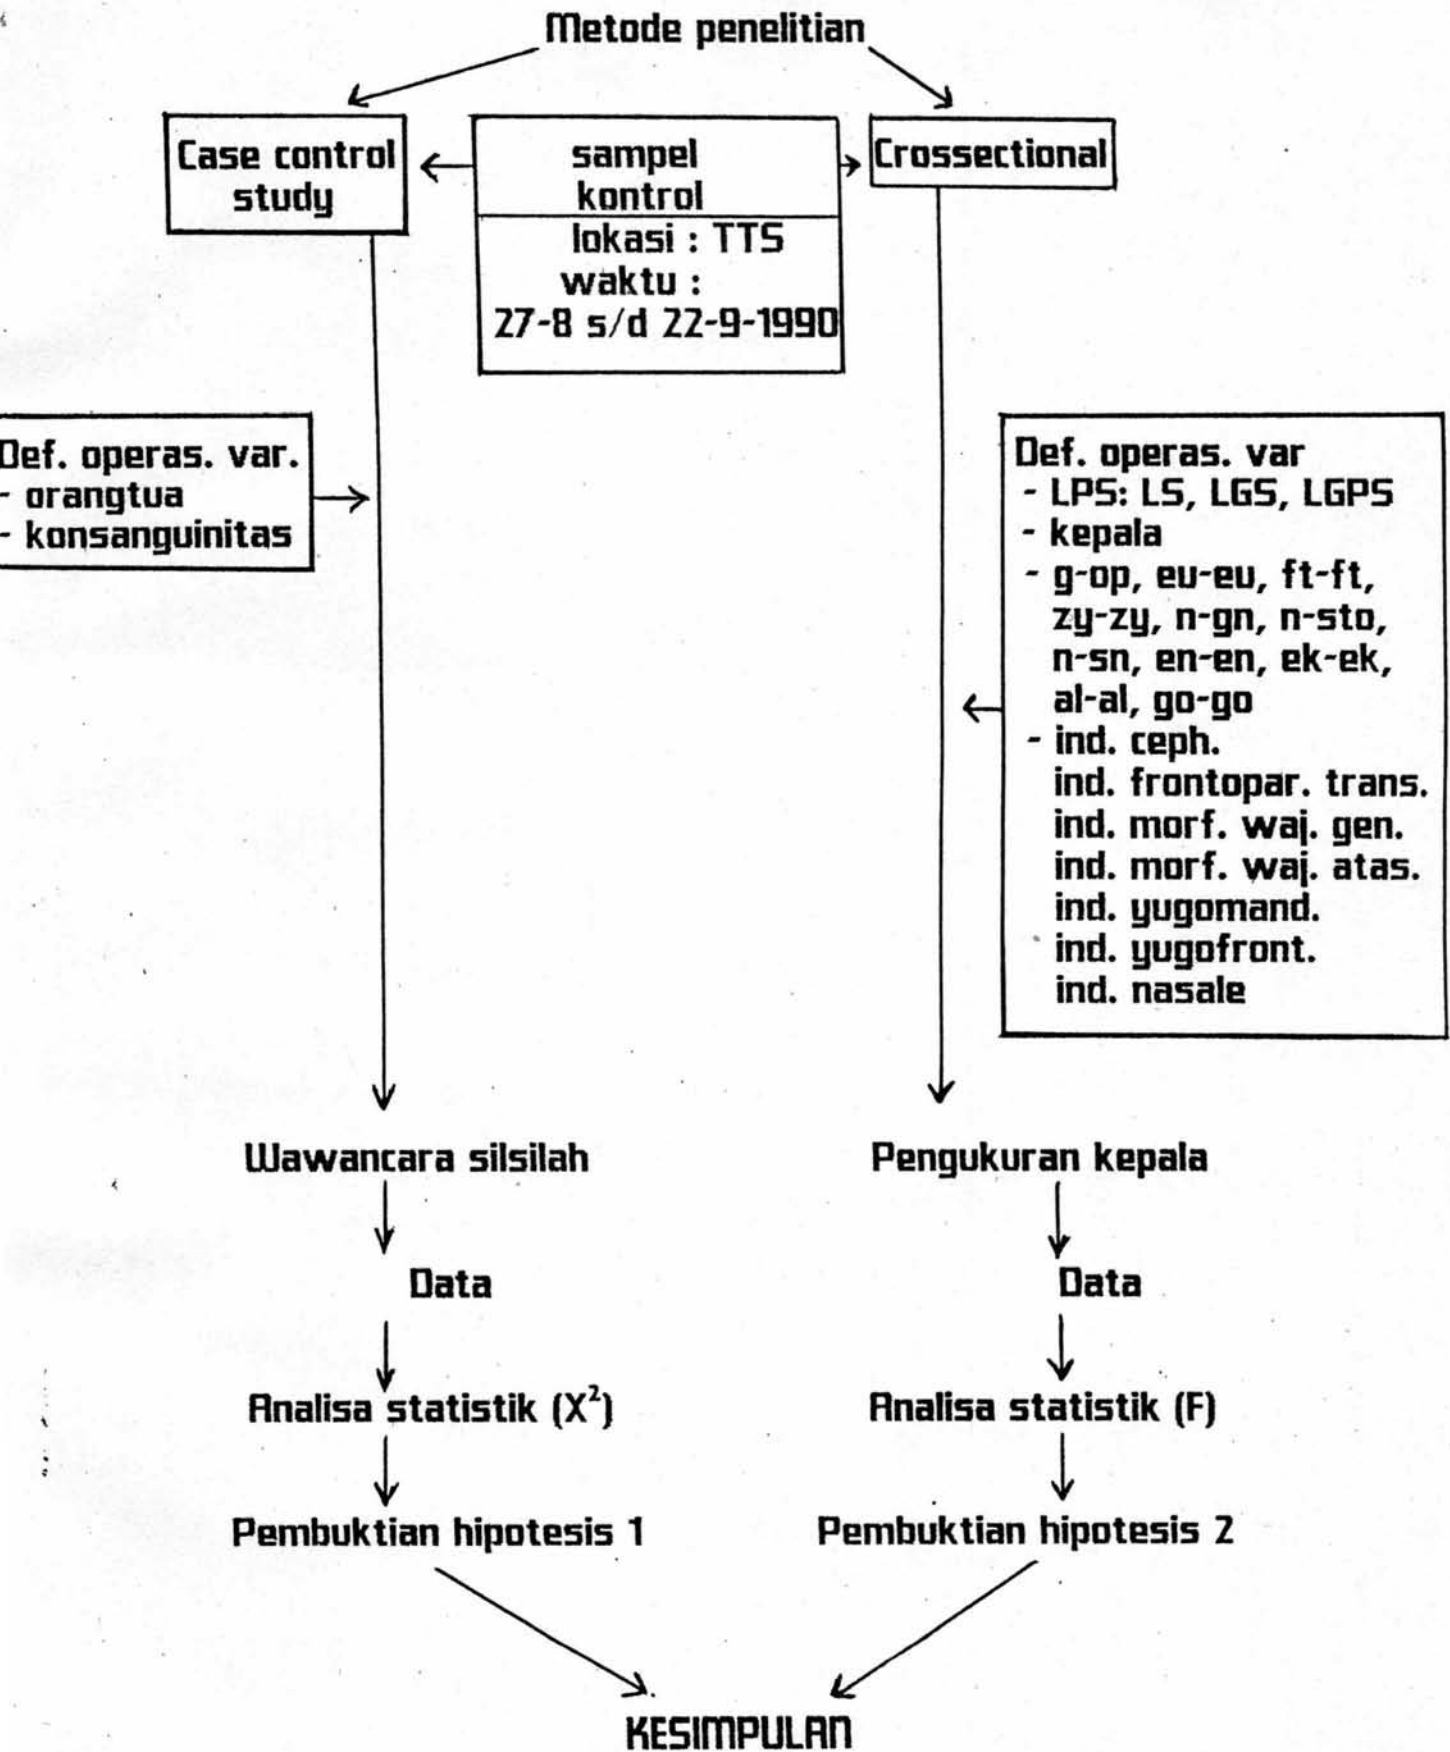 Metode penelitian
Case control
study
sampel
kontrol
lokasi : TTS
waktu :
27-8 s/d 22-9-1990
Crossectional
Def. operas. var.
- orangtua
- konsanguinitas
Def. operas. var
- LPS: LS, LGS, LGPS
- kepala
- g-op, eu-eu, ft-ft,
zy-zy, n-gn, n-sto,
n-sn, en-en, ek-ek,
al-al, go-go
- ind. ceph.
ind. frontopar. trans.
ind. morf. waj. gen.
ind. morf. waj. atas.
ind. yugomand.
ind. yugofront.
ind. nasale
Wawancara silsilah
Data
Analisa statistik (X²)
Pembuktian hipotesis 1
Pengukuran kepala
Data
Analisa statistik (F)
Pembuktian hipotesis 2
KESIMPULAN